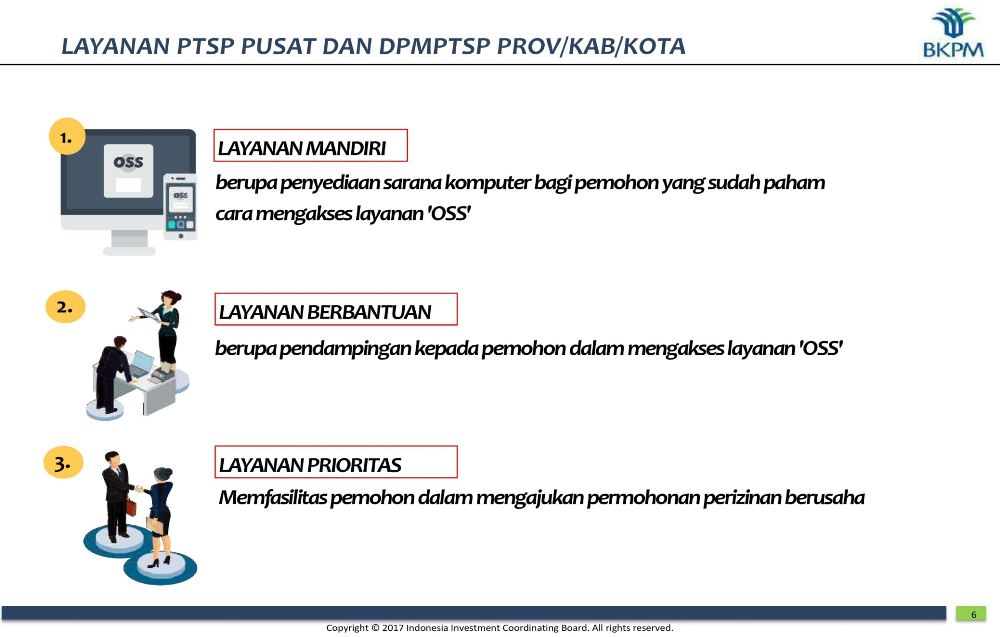 LAYANAN PTSP PUSAT DAN DPMPTSP PROV/KAB/KOTA
BKPM
1.
OSS
OSS
LAYANAN MANDIRI
berupa penyediaan sarana komputer bagi pemohon yang sudah paham
cara mengakses layanan 'OSS'
2.
LAYANAN BERBANTUAN
berupa pendampingan kepada pemohon dalam mengakses layanan 'OSS'
3.
LAYANAN PRIORITAS
Memfasilitas pemohon dalam mengajukan permohonan perizinan berusaha
6
Copyright © 2017 Indonesia Investment Coordinating Board. All rights reserved.